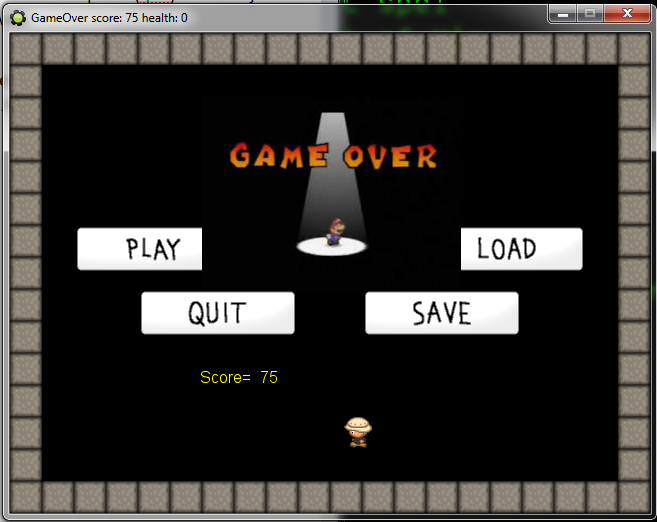 GameOver score: 75 health: 0
GAME OVER
PLAY
LOAD
QUIT
SAVE
Score= 75